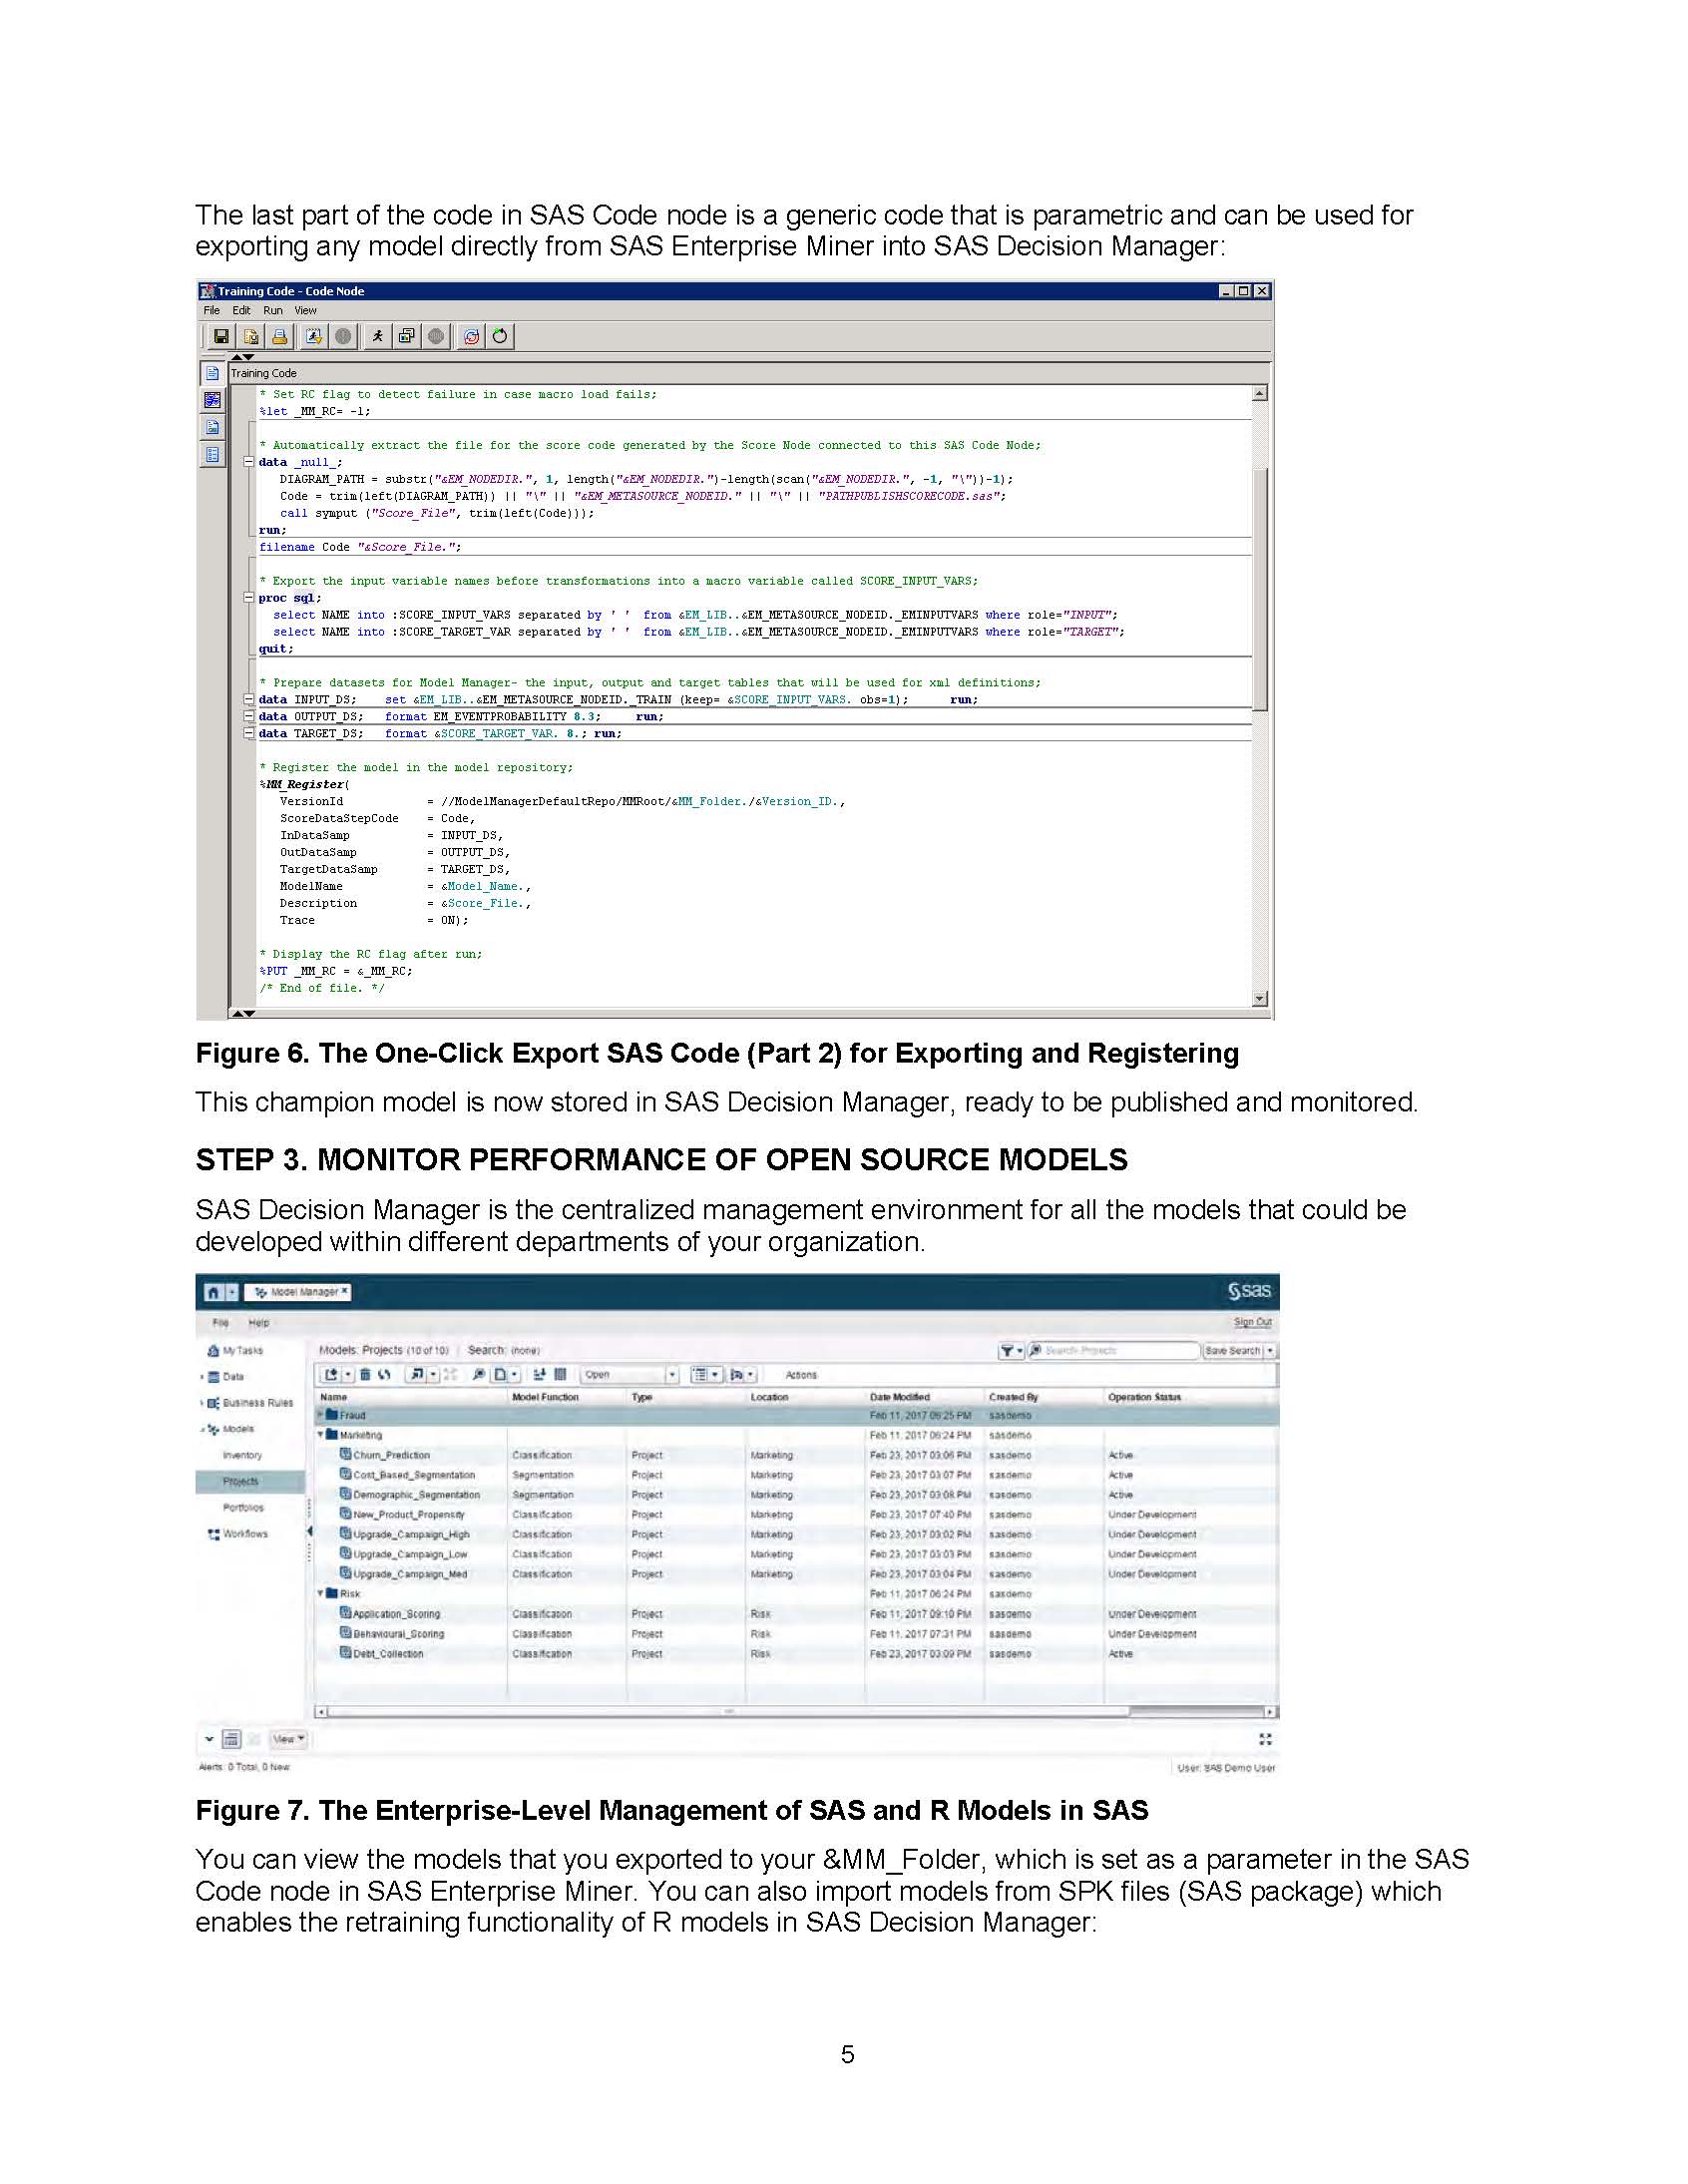 The last part of the code in SAS Code node is a generic code that is parametric and can be used for
exporting any model directly from SAS Enterprise Miner into SAS Decision Manager:
Training Code - Code Node
File Edit Run View
Training Code
* Set RC flag to detect failure in case macro load fails;
%let _MM_RC= -1;
* Automatically extract the file for the score code generated by the Score Node connected to this SAS Code Node;
data _null_;
DIAGRAM_PATH = substr("&EM_NODEDIR.", 1, length("&EM_NODEDIR.")-length(scan("&EM_NODEDIR.", -1, "\"))-1);
Code = trim(left(DIAGRAM_PATH)) || "\" || "&EM_METASOURCE_NODEID." || "\" || "PATHPUBLISHSCORECODE.sas";
call symput ("Score_File", trim(left(Code)));
run;
filename Code "&Score_File.";
* Export the input variable names before transformations into a macro variable called SCORE_INPUT_VARS;
proc sql;
select NAME into :SCORE_INPUT_VARS separated by ' ' from &EM_LIB..&EM_METASOURCE_NODEID._EMINPUTVARS where role="INPUT";
select NAME into :SCORE_TARGET_VAR separated by ' ' from &EM_LIB..&EM_METASOURCE_NODEID._EMINPUTVARS where role="TARGET";
quit;
* Prepare datasets for Model Manager- the input, output and target tables that will be used for xml definitions;
data INPUT_DS; set &EM_LIB..&EM_METASOURCE_NODEID._TRAIN (keep= &SCORE_INPUT_VARS. obs=1); run;
data OUTPUT_DS; format EM_EVENTPROBABILITY 8.3; run;
data TARGET_DS; format &SCORE_TARGET_VAR. 8.; run;
* Register the model in the model repository;
%MM_Register(
VersionId = //ModelManagerDefaultRepo/MMRoot/&MM_Folder./&Version_ID.,
ScoreDataStepCode = Code,
InDataSamp = INPUT_DS,
OutDataSamp = OUTPUT_DS,
TargetDataSamp = TARGET_DS,
ModelName = &Model_Name.,
Description = &Score_File.,
Trace = ON);
* Display the RC flag after run;
%PUT _MM_RC = &_MM_RC;
/* End of file. */
Figure 6. The One-Click Export SAS Code (Part 2) for Exporting and Registering
This champion model is now stored in SAS Decision Manager, ready to be published and monitored.
STEP 3. MONITOR PERFORMANCE OF OPEN SOURCE MODELS
SAS Decision Manager is the centralized management environment for all the models that could be
developed within different departments of your organization.
Model Manager sas
File Help Sign Out
My Tasks Models: Projects (10 of 10) Search: (none) Search Projects Save Search
Data Open Actions
Name Model Function Type Location Date Modified Created By Operation Status
Business Rules
Fraud Feb 11, 2017 06:25 PM sasdemo
Models Marketing Feb 11, 2017 06:24 PM sasdemo
Inventory Churn_Prediction Classification Project Marketing Feb 23, 2017 03:06 PM sasdemo Active
Projects Cost_Based_Segmentation Segmentation Project Marketing Feb 23, 2017 03:07 PM sasdemo Active
Demographic_Segmentation Segmentation Project Marketing Feb 23, 2017 03:08 PM sasdemo Active
Portfolios New_Product_Propensity Classification Project Marketing Feb 23, 2017 07:40 PM sasdemo Under Development
Workflows Upgrade_Campaign_High Classification Project Marketing Feb 23, 2017 03:02 PM sasdemo Under Development
Upgrade_Campaign_Low Classification Project Marketing Feb 23, 2017 03:03 PM sasdemo Under Development
Upgrade_Campaign_Med Classification Project Marketing Feb 23, 2017 03:04 PM sasdemo Under Development
Risk Feb 11, 2017 06:24 PM sasdemo
Application_Scoring Classification Project Risk Feb 11, 2017 09:10 PM sasdemo Under Development
Behavioural_Scoring Classification Project Risk Feb 11, 2017 07:31 PM sasdemo Under Development
Debt_Collection Classification Project Risk Feb 23, 2017 03:09 PM sasdemo Active
View
Alerts: 0 Total, 0 New User: SAS Demo User
Figure 7. The Enterprise-Level Management of SAS and R Models in SAS
You can view the models that you exported to your &MM_Folder, which is set as a parameter in the SAS
Code node in SAS Enterprise Miner. You can also import models from SPK files (SAS package) which
enables the retraining functionality of R models in SAS Decision Manager:
5